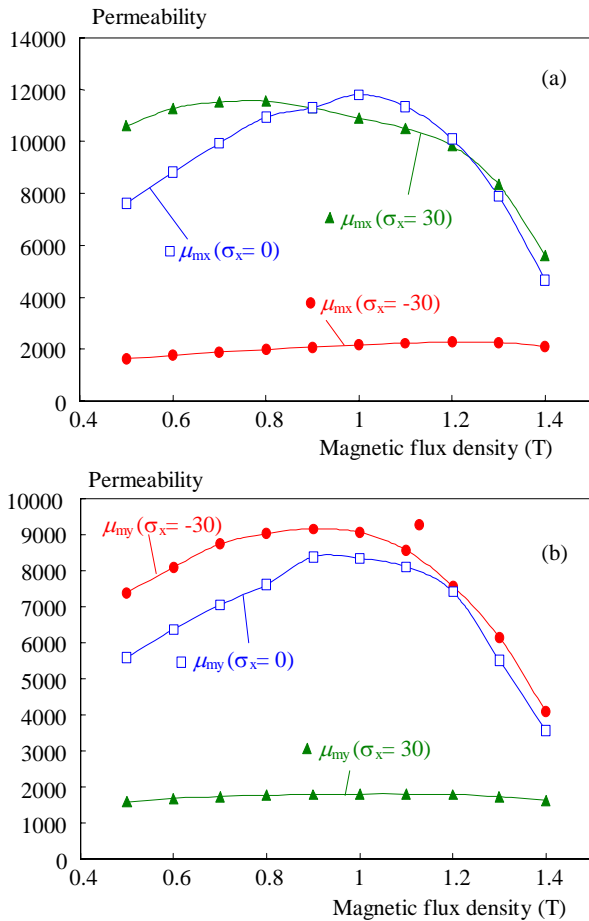 Permeability
14000
(a)
12000
10000
8000
μmx (σx= 30)
μmx (σx= 0)
6000
4000
μmx (σx= -30)
2000
0
0.4 0.6 0.8 1 1.2 1.4
Magnetic flux density (T)
Permeability
10000
μmy (σx= -30)
9000
(b)
8000
7000
6000
μmy (σx= 0)
5000
4000
3000
μmy (σx= 30)
2000
1000
0
0.4 0.6 0.8 1 1.2 1.4
Magnetic flux density (T)